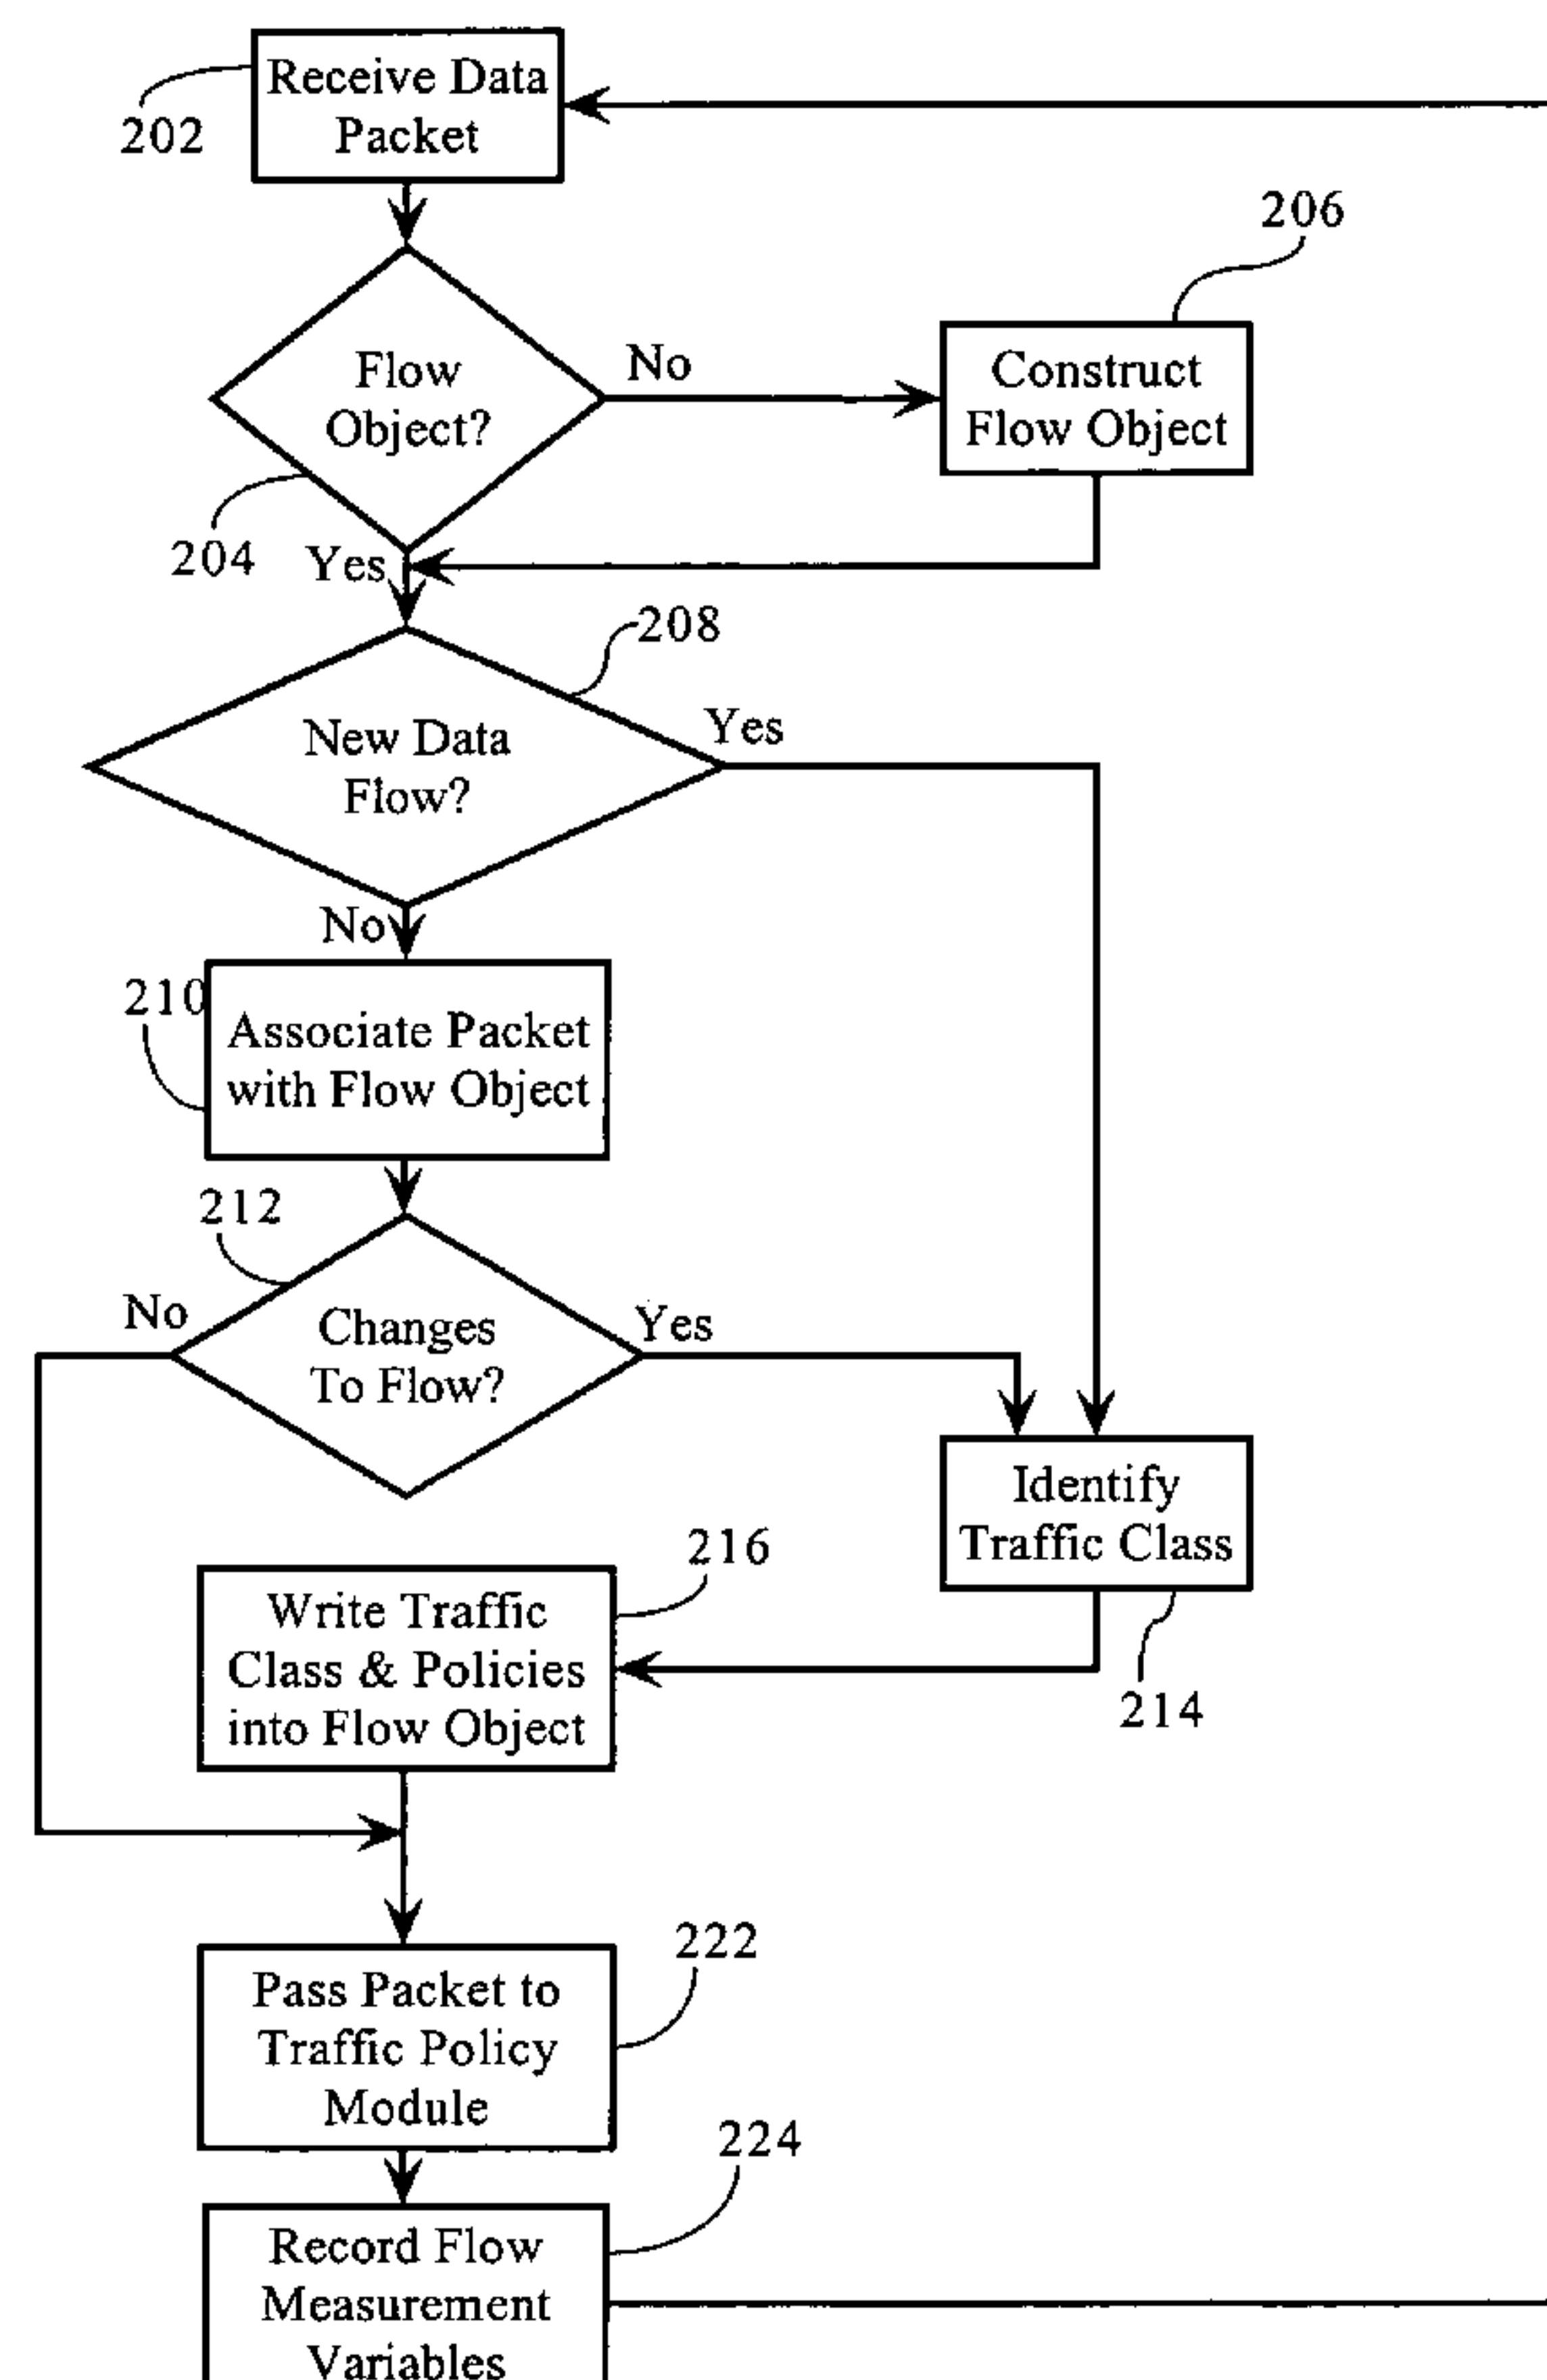 Receive Data
Packet
202
206
Flow
Object?
No
Construct
Flow Object
204
Yes
208
New Data
Flow?
Yes
No
210
Associate Packet
with Flow Object
212
No
Changes
To Flow?
Yes
Identify
Traffic Class
216
Write Traffic
Class & Policies
into Flow Object
214
222
Pass Packet to
Traffic Policy
Module
224
Record Flow
Measurement
Variables